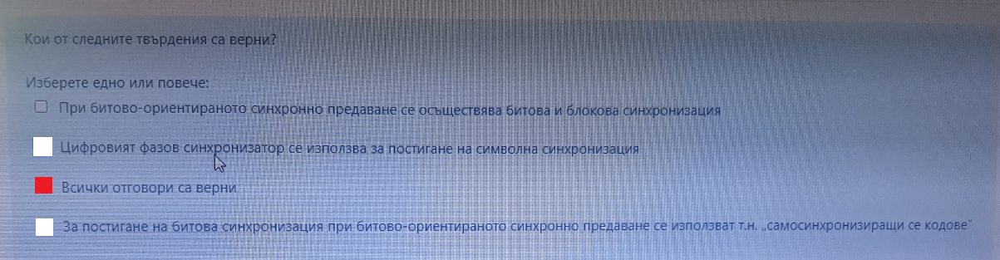 Кои от следните твърдения са верни?
Изберете едно или повече:
При битово-ориентираното синхронно предаване се осъществява битова и блокова синхронизация
Цифровият фазов синхронизатор се използва за постигане на символна синхронизация
Всички отговори са верни
За постигане на битова синхронизация при битово-ориентираното синхронно предаване се използват т.н. „самосинхронизиращи се кодове“